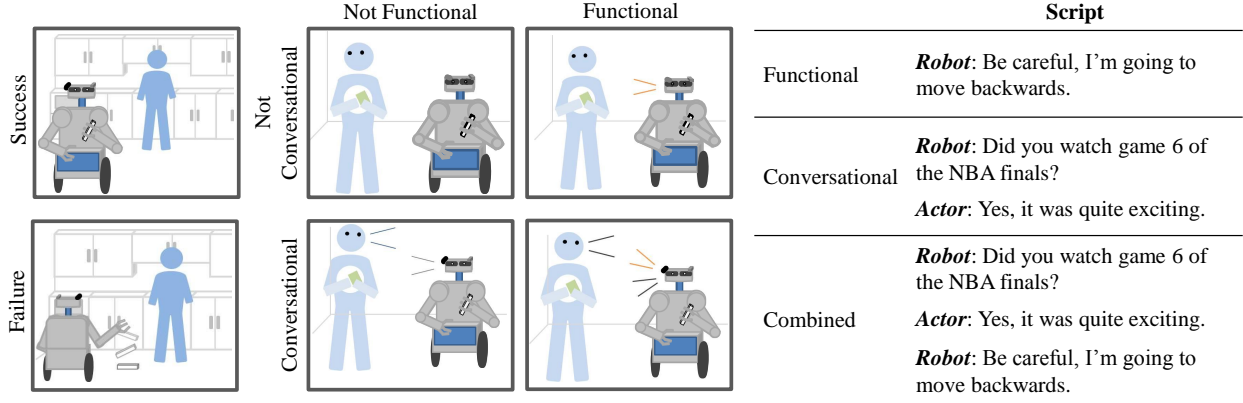 Not Functional
Functional
Success
Failure
Not
Conversational
Conversational
Script
Functional
Robot: Be careful, I'm going to
move backwards.
Conversational
Robot: Did you watch game 6 of
the NBA finals?
Actor: Yes, it was quite exciting.
Combined
Robot: Did you watch game 6 of
the NBA finals?
Actor: Yes, it was quite exciting.
Robot: Be careful, I'm going to
move backwards.